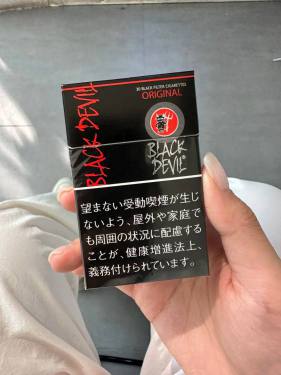 20 BLACK FILTER CIGARETTES
ORIGINAL
BLACK DEVIL
BLACK
DEVIL®
望まない受動喫煙が生じ
ないよう、屋外や家庭で
も周囲の状況に配慮する
ことが、健康増進法上、
義務付けられています。